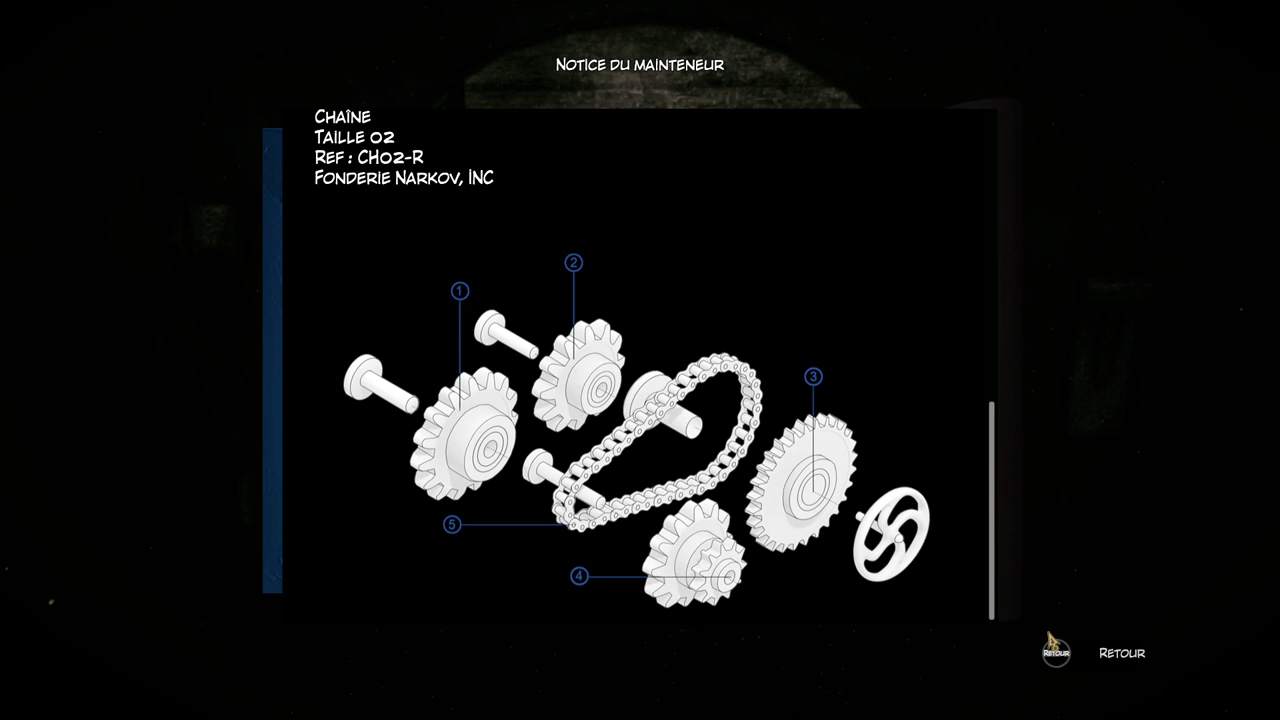 Notice du mainteneur
Chaîne
Taille 02
Ref : CH02-R
Fonderie Narkov, inc
2
1
3
5
4
Retour
Retour